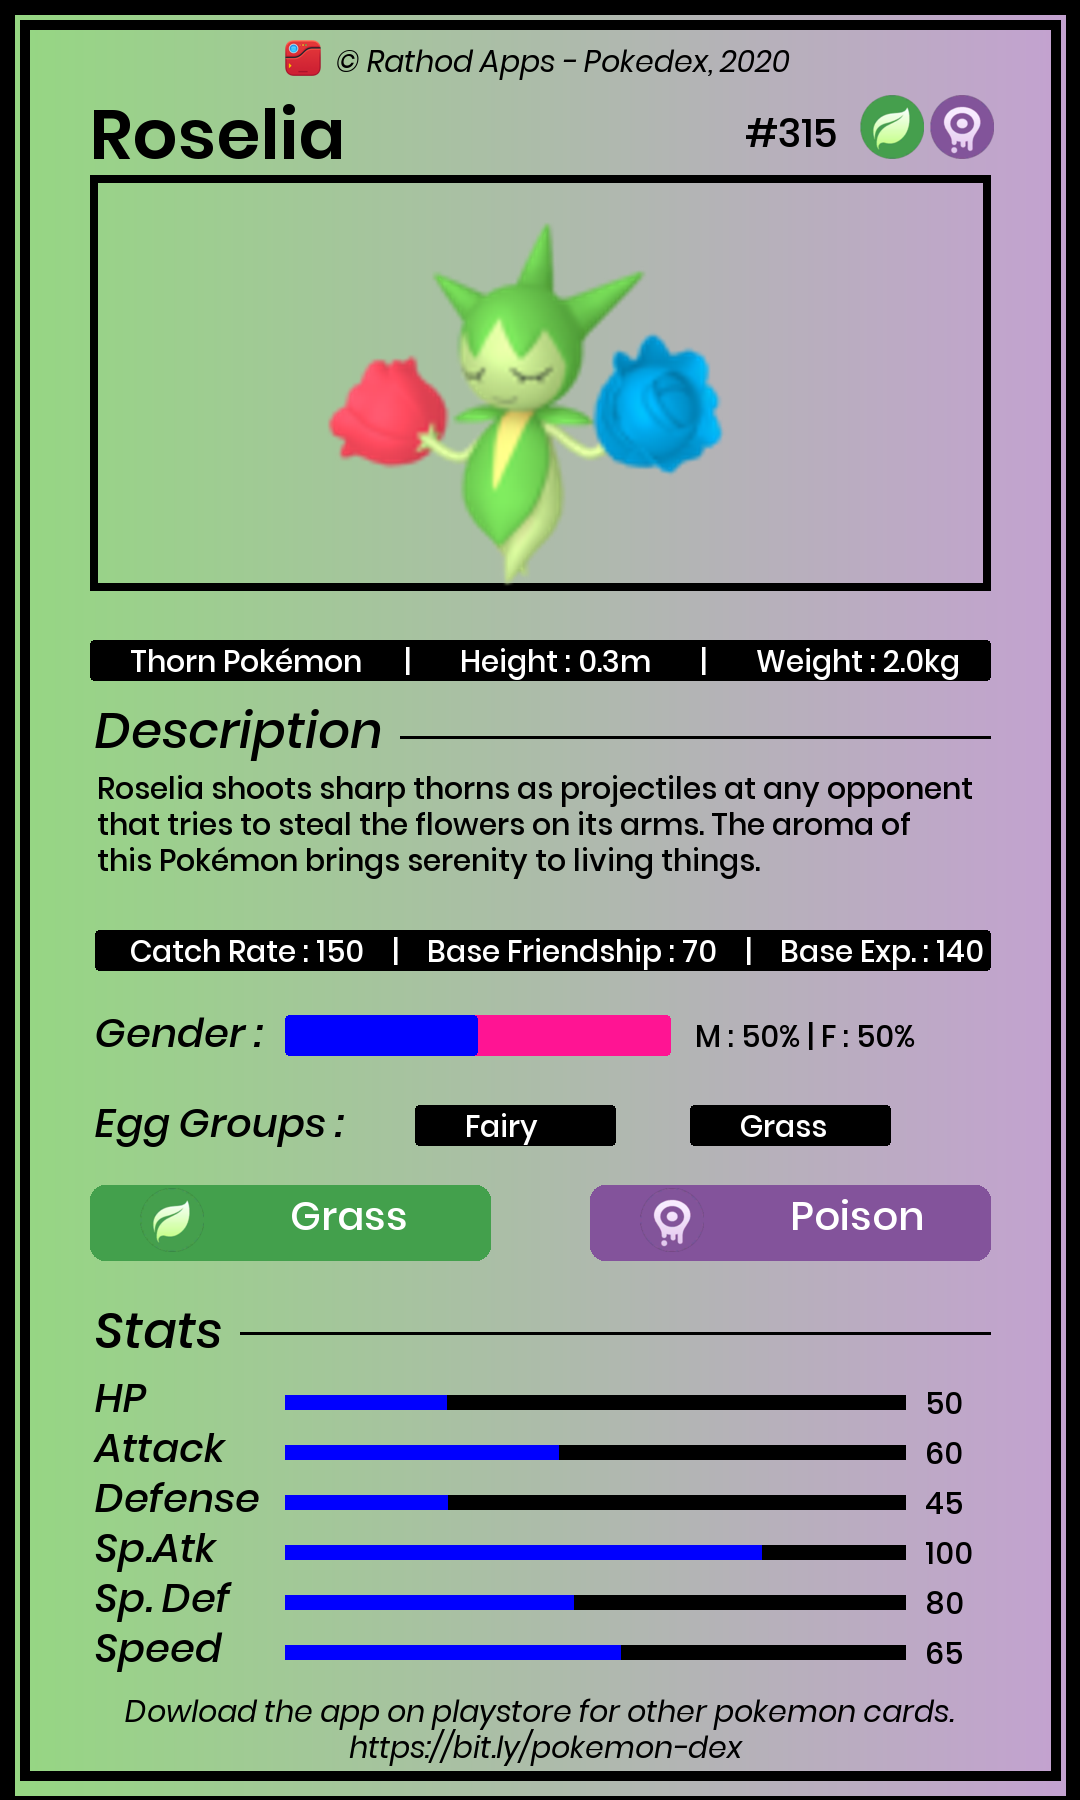 © Rathod Apps - Pokedex, 2020
Roselia
#315
Thorn Pokémon | Height : 0.3m | Weight : 2.0kg
Description
Roselia shoots sharp thorns as projectiles at any opponent
that tries to steal the flowers on its arms. The aroma of
this Pokémon brings serenity to living things.
Catch Rate : 150 | Base Friendship : 70 | Base Exp. : 140
Gender : M : 50% | F : 50%
Egg Groups : Fairy Grass
Grass Poison
Stats
HP 50
Attack 60
Defense 45
Sp.Atk 100
Sp. Def 80
Speed 65
Dowload the app on playstore for other pokemon cards.
https://bit.ly/pokemon-dex